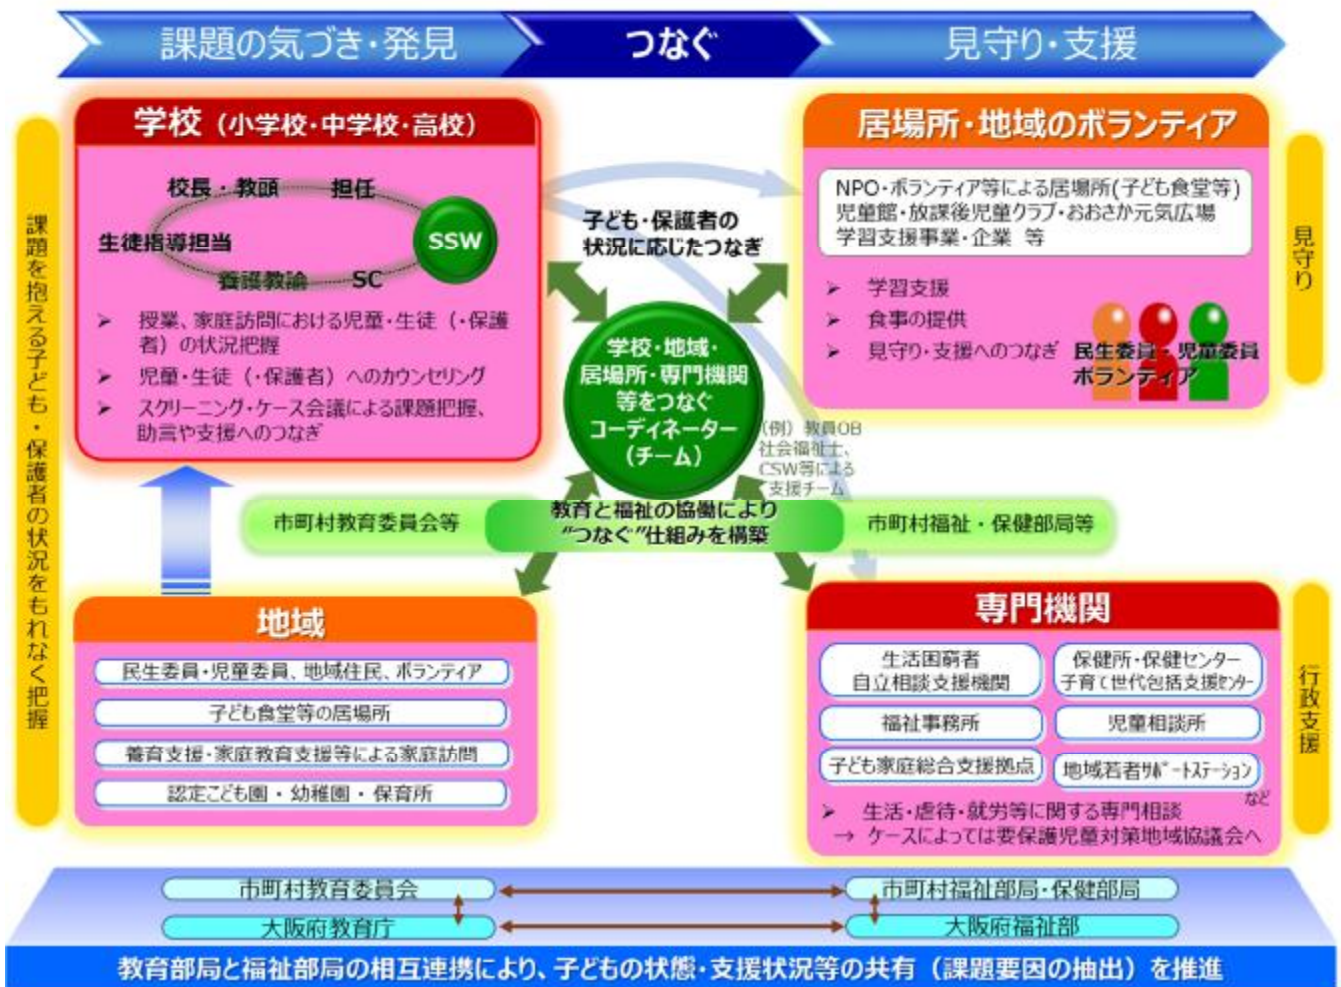 課題の気づき・発見
つなぐ
見守り・支援
課題を抱える子ども・保護者の状況をもれなく把握
学校（小学校・中学校・高校）
校長・教頭
担任
生徒指導担当
SSW
養護教諭
SC
➢ 授業、家庭訪問における児童・生徒（・保護
者）の状況把握
➢ 児童・生徒（・保護者）へのカウンセリング
➢ スクリーニング・ケース会議による課題把握、
助言や支援へのつなぎ
子ども・保護者の
状況に応じたつなぎ
学校・地域・
居場所・専門機関
等をつなぐ
コーディネーター
（チーム）
（例）教員OB
社会福祉士、
CSW等による
支援チーム
居場所・地域のボランティア
NPO・ボランティア等による居場所(子ども食堂等)
児童館・放課後児童クラブ・おおさか元気広場
学習支援事業・企業 等
➢ 学習支援
➢ 食事の提供
➢ 見守り・支援へのつなぎ
民生委員・児童委員
ボランティア
見守り
市町村教育委員会等
教育と福祉の協働により
“つなぐ”仕組みを構築
市町村福祉・保健部局等
地域
民生委員・児童委員、地域住民、ボランティア
子ども食堂等の居場所
養育支援・家庭教育支援等による家庭訪問
認定こども園・幼稚園・保育所
専門機関
生活困窮者
自立相談支援機関
保健所・保健センター
子育て世代包括支援ｾﾝﾀｰ
福祉事務所
児童相談所
子ども家庭総合支援拠点
地域若者ｻﾎﾟｰﾄｽﾃｰｼｮﾝ
など
➢ 生活・虐待・就労等に関する専門相談
→ ケースによっては要保護児童対策地域協議会へ
行政支援
市町村教育委員会
市町村福祉部局・保健部局
大阪府教育庁
大阪府福祉部
教育部局と福祉部局の相互連携により、子どもの状態・支援状況等の共有（課題要因の抽出）を推進